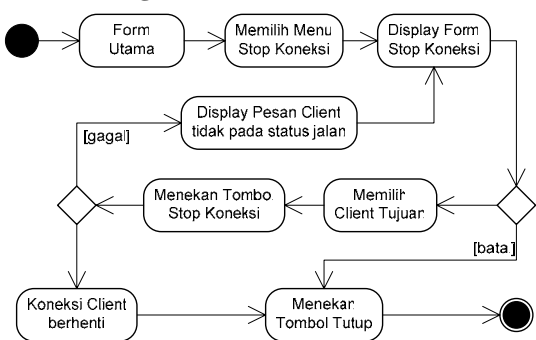 Form
Utama
Memilih Menu
Stop Koneksi
Display Form
Stop Koneksi
Display Pesan Client
tidak pada status jalan
[gagal]
Menekan Tombo
Stop Koneksi
Memilih
Client Tujuan
[batal]
Koneksi Client
berhenti
Menekan
Tombol Tutup